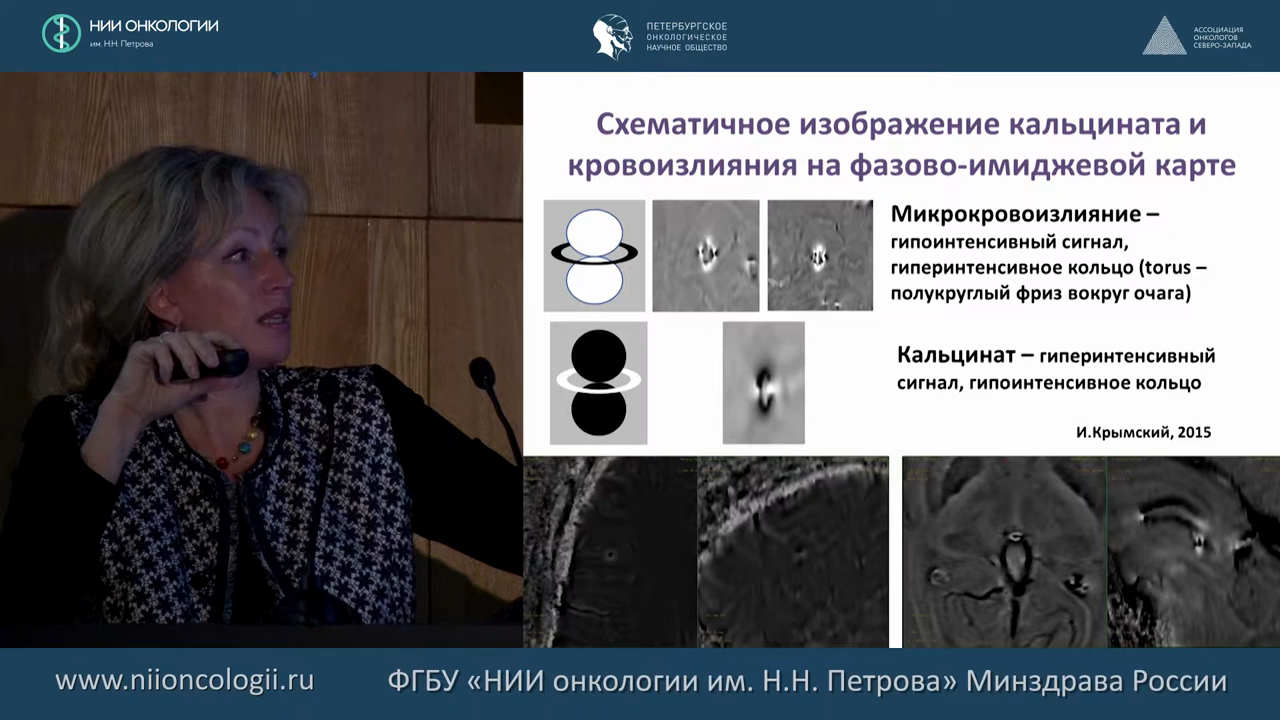 НИИ ОНКОЛОГИИ
им. Н.Н. Петрова
ПЕТЕРБУРГСКОЕ
ОНКОЛОГИЧЕСКОЕ
НАУЧНОЕ ОБЩЕСТВО
АССОЦИАЦИЯ
ОНКОЛОГОВ
СЕВЕРО-ЗАПАДА
Схематичное изображение кальцината и
кровоизлияния на фазово-имиджевой карте
Микрокровоизлияние –
гипоинтенсивный сигнал,
гиперинтенсивное кольцо (torus –
полукруглый фриз вокруг очага)
Кальцинат – гиперинтенсивный
сигнал, гипоинтенсивное кольцо
И.Крымский, 2015
www.niioncologii.ru
ФГБУ «НИИ онкологии им. Н.Н. Петрова» Минздрава России